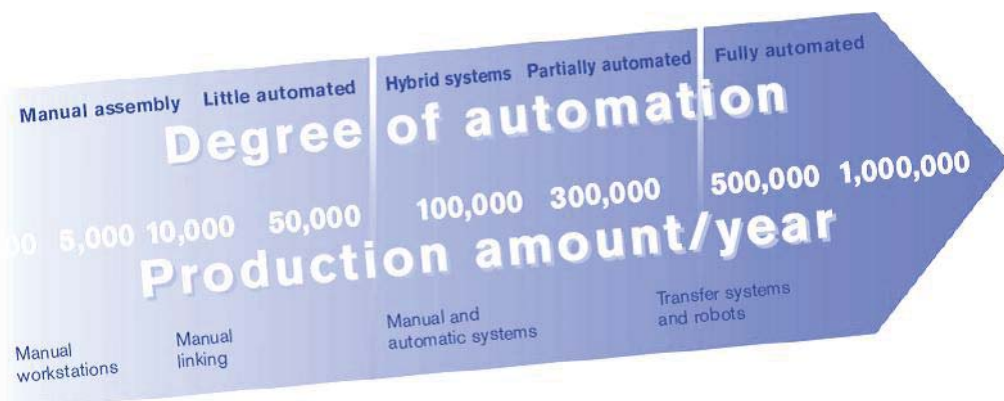 Manual assembly Little automated Hybrid systems Partially automated Fully automated
Degree of automation
5,000 10,000 50,000 100,000 300,000 500,000 1,000,000
Production amount/year
Manual
workstations
Manual
linking
Manual and
automatic systems
Transfer systems
and robots